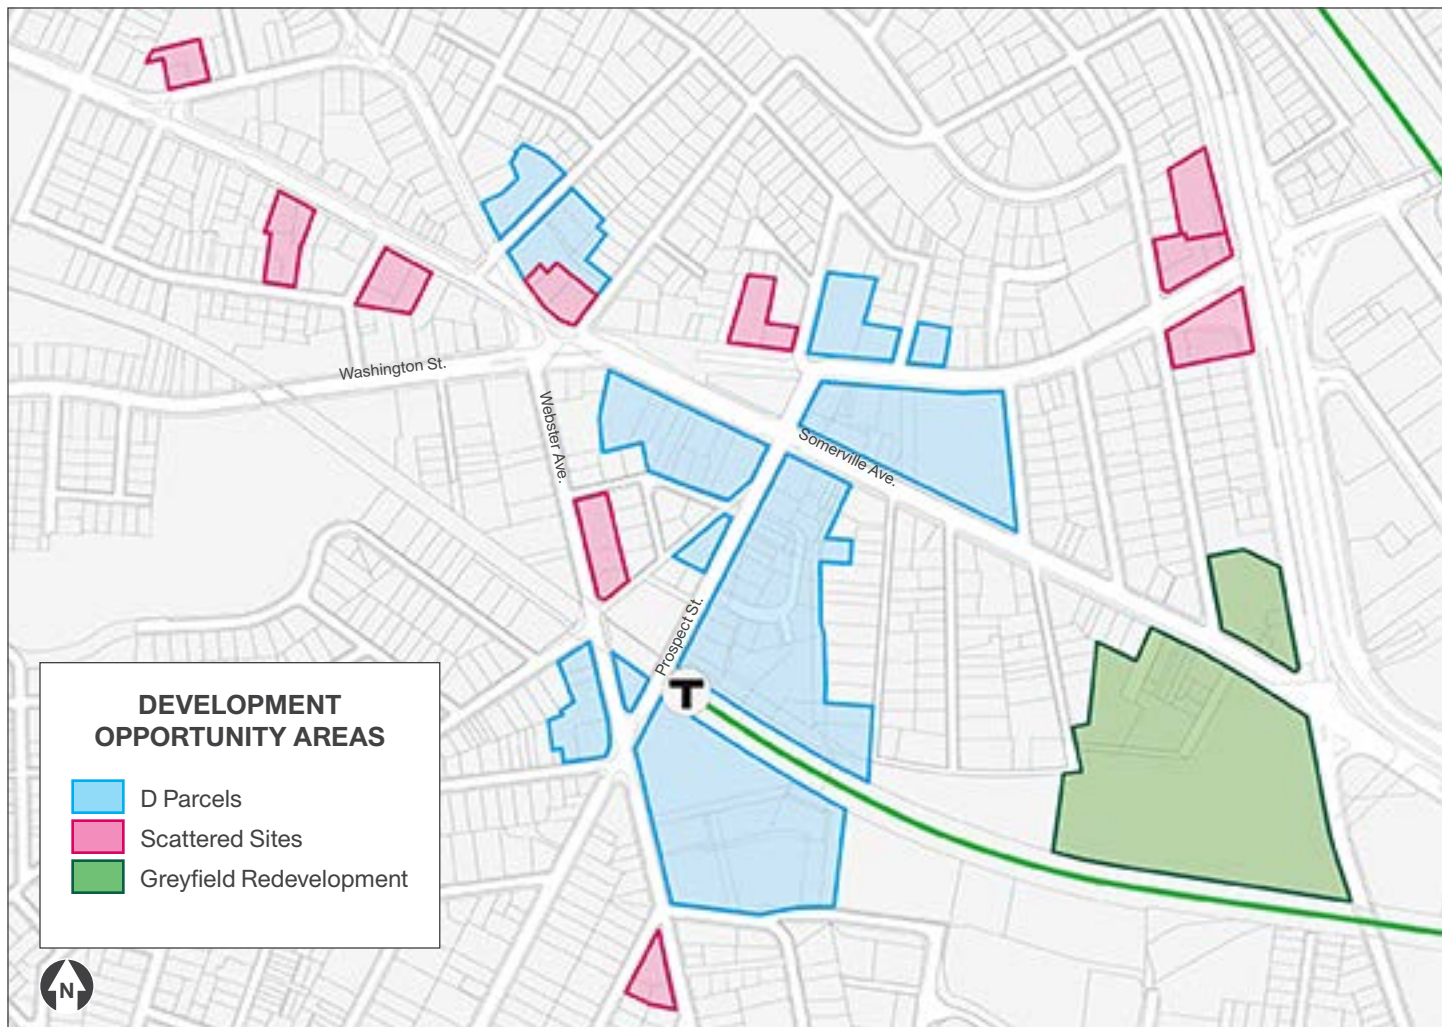 Washington St.
Webster Ave.
Somerville Ave.
Prospect St.
T
DEVELOPMENT
OPPORTUNITY AREAS
D Parcels
Scattered Sites
Greyfield Redevelopment
N